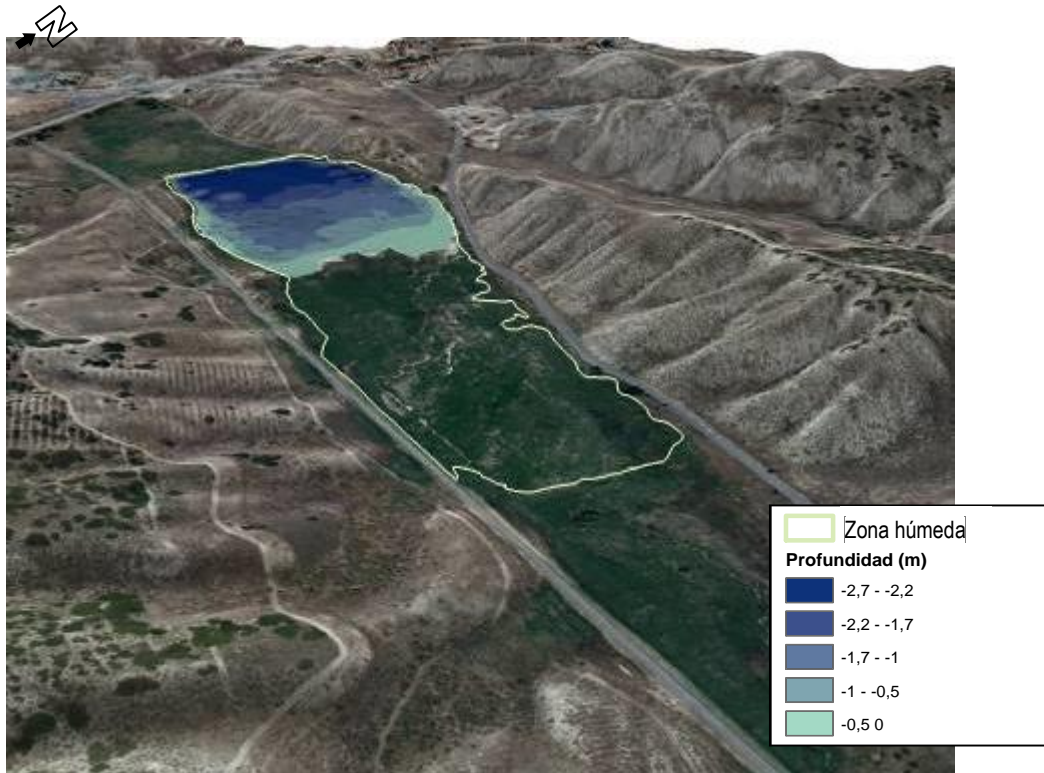 N
Zona húmeda
Profundidad (m)
-2,7 - -2,2
-2,2 - -1,7
-1,7 - -1
-1 - -0,5
-0,5 0